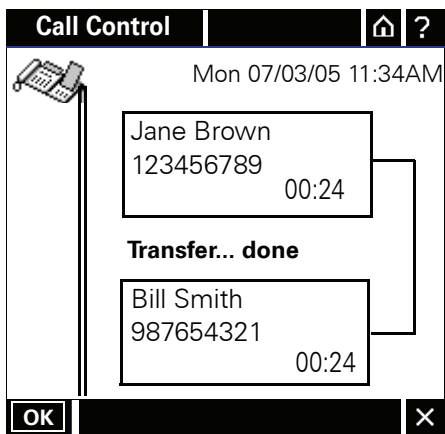 Call Control ?
Mon 07/03/05 11:34AM
Jane Brown
123456789
00:24
Transfer... done
Bill Smith
987654321
00:24
OK